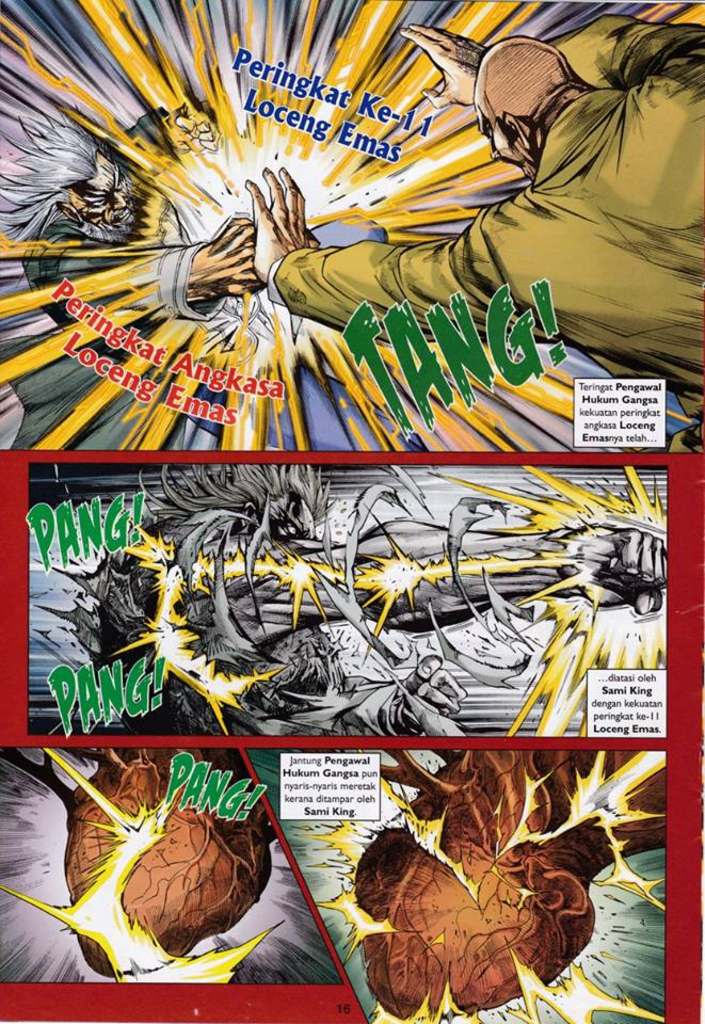 Peringkat Ke-11
Loceng Emas
Peringkat Angkasa
Loceng Emas
TANG!
Teringat Pengawal
Hukum Gangsa
kekuatan peringkat
angkasa Loceng
Emasnya telah...
PANG!
PANG!
...diatasi oleh
Sami King
dengan kekuatan
peringkat ke-11
Loceng Emas.
PANG!
Jantung Pengawal
Hukum Gangsa pun
nyaris-nyaris meretak
kerana ditampar oleh
Sami King.
16